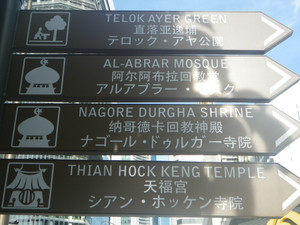 TELOK AYER GREEN
直落亚逸埔
テロック・アヤ公園
AL-ABRAR MOSQUE
阿尔阿布拉回教堂
アルアブラー・
NAGORE DURGHA SHRINE
纳哥德卡回教神殿
ナゴール・ドゥルガー寺院
THIAN HOCK KENG TEMPLE
天福宫
シアン・ホッケン寺院